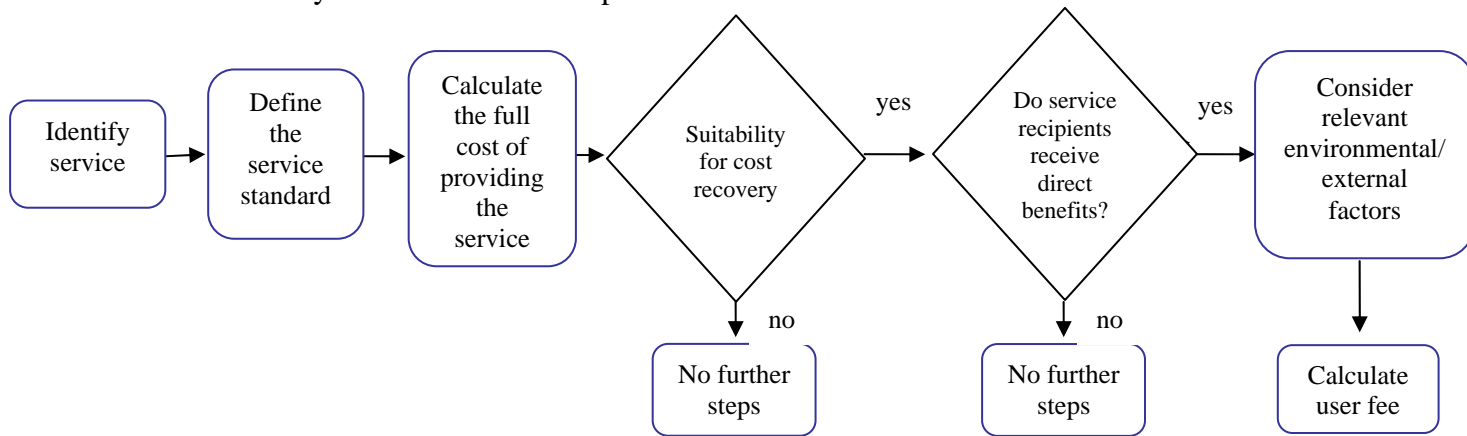 Identify
service
Define
the
service
standard
Calculate
the full
cost of
providing
the
service
Suitability
for cost
recovery
yes
no
No further
steps
Do service
recipients
receive
direct
benefits?
yes
no
No further
steps
Consider
relevant
environmental/
external
factors
Calculate
user fee